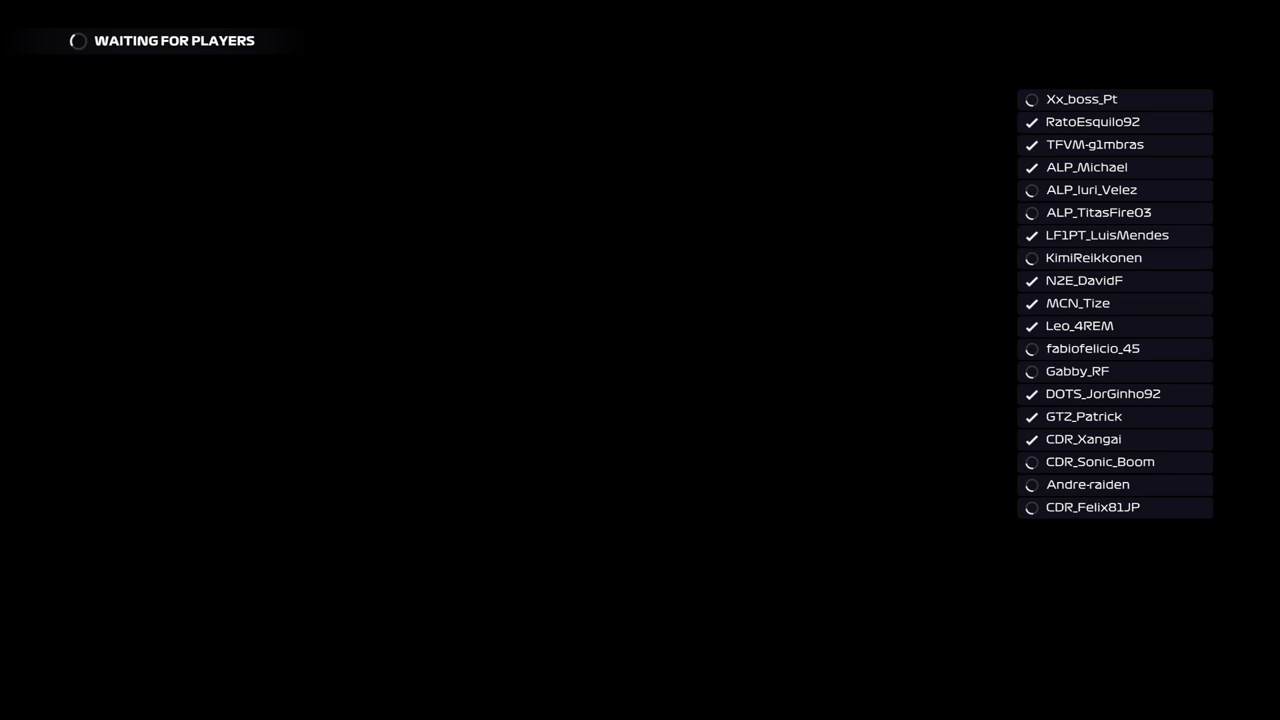 WAITING FOR PLAYERS
Xx_boss_Pt
RatoEsquilo92
TFVM-g1mbras
ALP_Michael
ALP_Iuri_Velez
ALP_TitasFire03
LF1PT_LuisMendes
KimiReikkonen
N2E_DavidF
MCN_Tize
Leo_4REM
fabiofelicio_45
Gabby_RF
DOTS_JorGinho92
GTZ_Patrick
CDR_Xangai
CDR_Sonic_Boom
Andre-raiden
CDR_Felix81JP